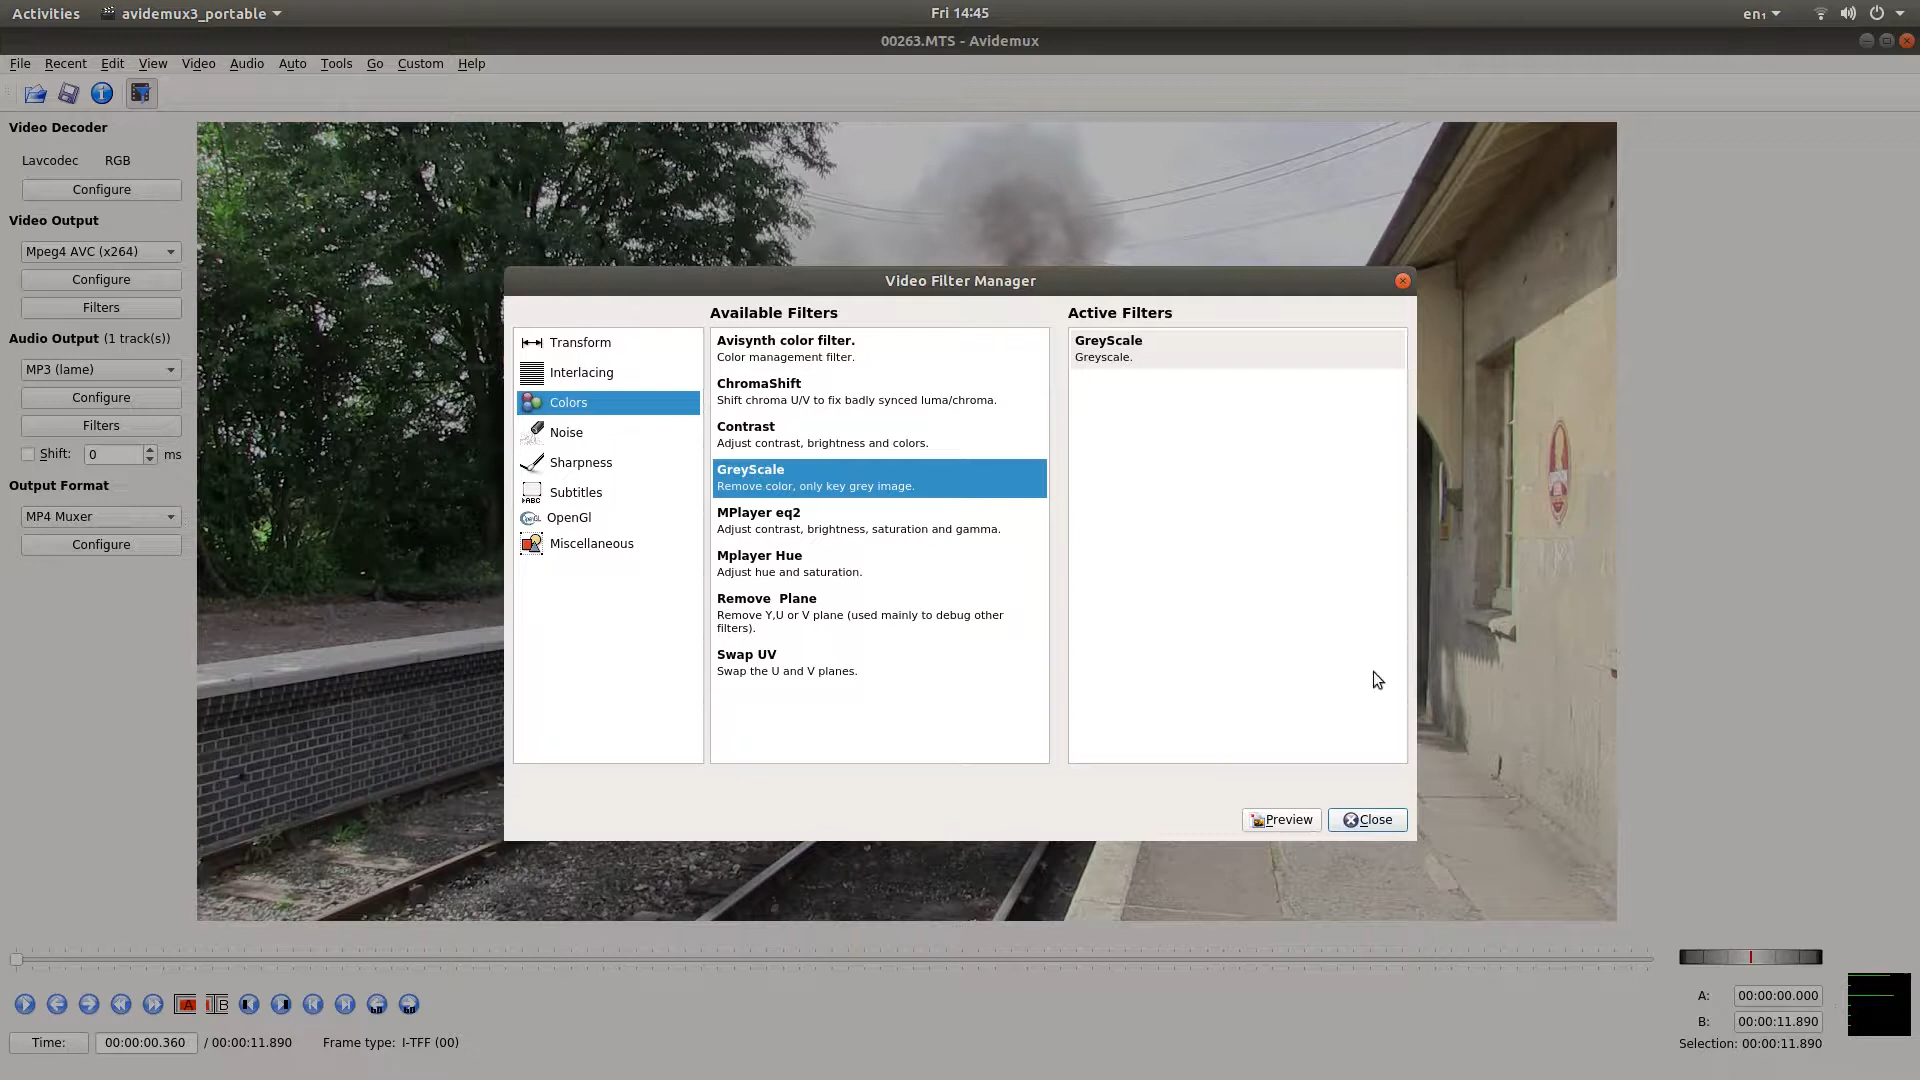 Activities avidemux3_portable Fri 14:45 en₁
00263.MTS - Avidemux
File Recent Edit View Video Audio Auto Tools Go Custom Help
Video Decoder
Lavcodec RGB
Configure
Video Output
Mpeg4 AVC (x264)
Configure
Filters
Audio Output (1 track(s))
MP3 (lame)
Configure
Filters
Shift: 0 ms
Output Format
MP4 Muxer
Configure
Video Filter Manager
Transform
Interlacing
Colors
Noise
Sharpness
Subtitles
OpenGl
Miscellaneous
Available Filters
Avisynth color filter.
Color management filter.
ChromaShift
Shift chroma U/V to fix badly synced luma/chroma.
Contrast
Adjust contrast, brightness and colors.
GreyScale
Remove color, only key grey image.
MPlayer eq2
Adjust contrast, brightness, saturation and gamma.
Mplayer Hue
Adjust hue and saturation.
Remove Plane
Remove Y,U or V plane (used mainly to debug other
filters).
Swap UV
Swap the U and V planes.
Active Filters
GreyScale
Greyscale.
Preview Close
A B
60 60
Time: 00:00:00.360 / 00:00:11.890 Frame type: I-TFF (00)
A: 00:00:00.000
B: 00:00:11.890
Selection: 00:00:11.890